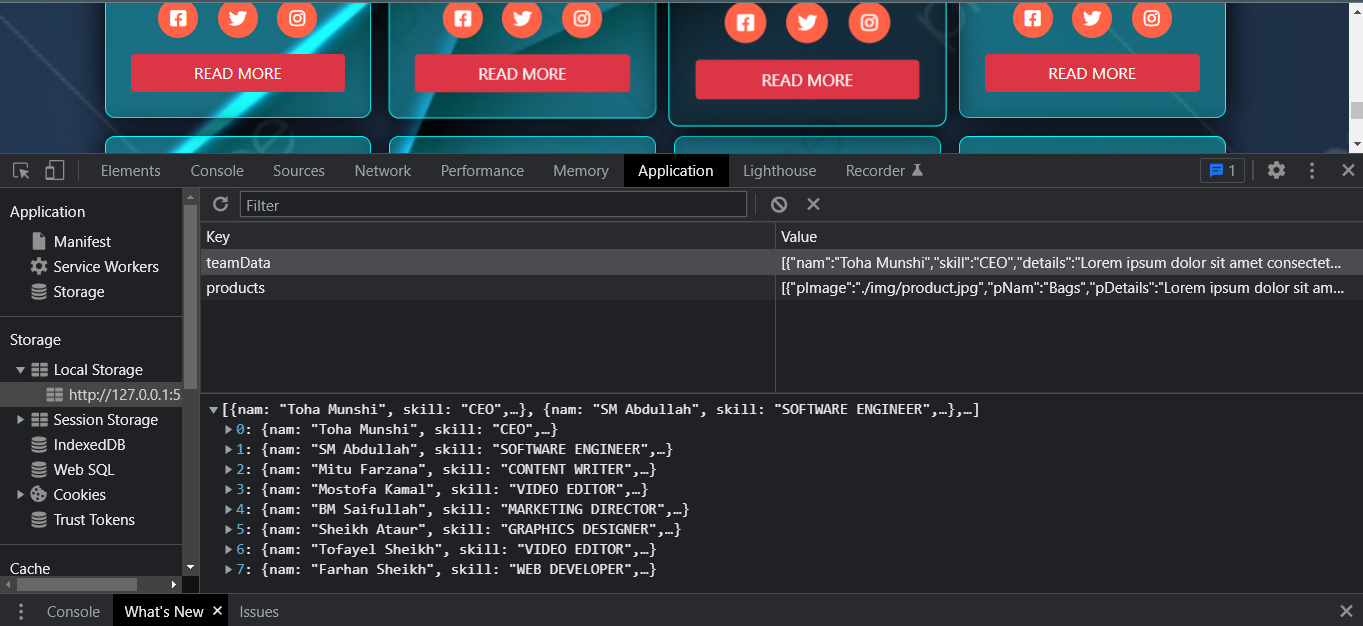 READ MORE READ MORE READ MORE READ MORE
Elements Console Sources Network Performance Memory Application Lighthouse Recorder 1
Application
Manifest
Service Workers
Storage
Storage
Local Storage
http://127.0.0.1:5
Session Storage
IndexedDB
Web SQL
Cookies
Trust Tokens
Cache
Filter
Key Value
teamData [{"nam":"Toha Munshi","skill":"CEO","details":"Lorem ipsum dolor sit amet consectet...
products [{"pImage":"./img/product.jpg","pNam":"Bags","pDetails":"Lorem ipsum dolor sit am...
[{nam: "Toha Munshi", skill: "CEO",…}, {nam: "SM Abdullah", skill: "SOFTWARE ENGINEER",…},…]
0: {nam: "Toha Munshi", skill: "CEO",…}
1: {nam: "SM Abdullah", skill: "SOFTWARE ENGINEER",…}
2: {nam: "Mitu Farzana", skill: "CONTENT WRITER",…}
3: {nam: "Mostofa Kamal", skill: "VIDEO EDITOR",…}
4: {nam: "BM Saifullah", skill: "MARKETING DIRECTOR",…}
5: {nam: "Sheikh Ataur", skill: "GRAPHICS DESIGNER",…}
6: {nam: "Tofayel Sheikh", skill: "VIDEO EDITOR",…}
7: {nam: "Farhan Sheikh", skill: "WEB DEVELOPER",…}
Console What's New Issues